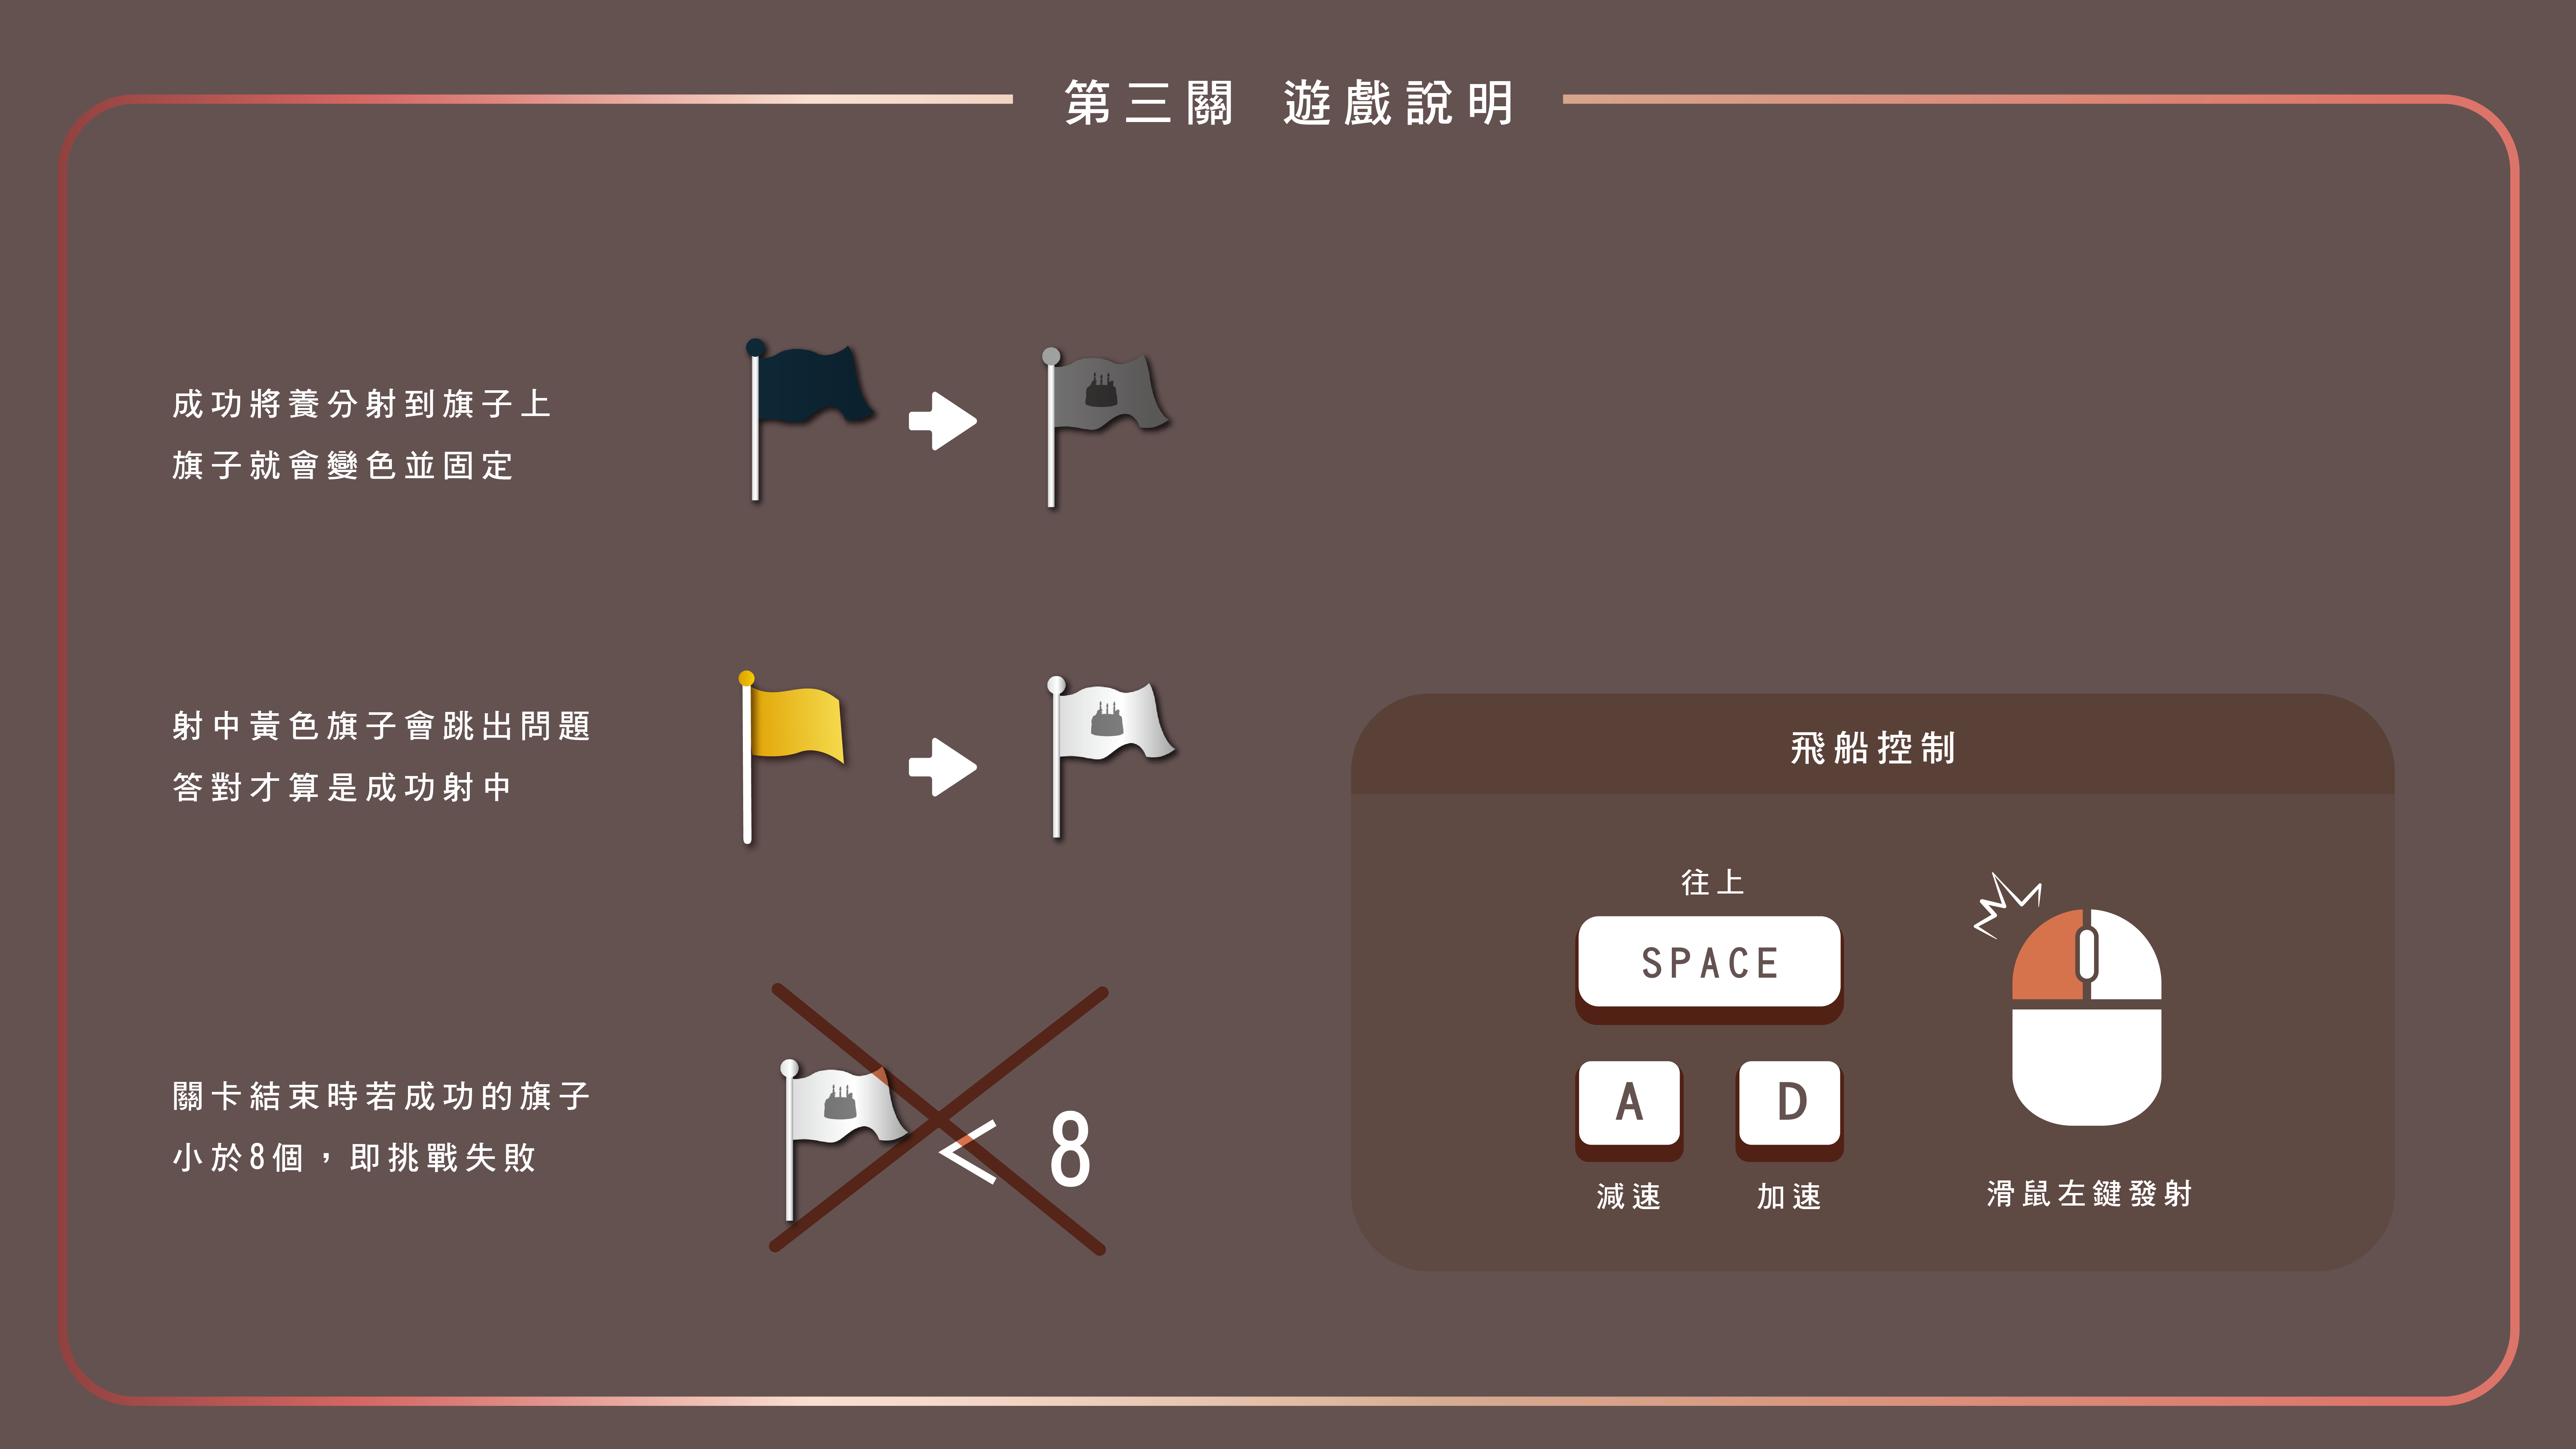 第三關 遊戲說明
成功將養分射到旗子上
旗子就會變色並固定
射中黃色旗子會跳出問題
答對才算是成功射中
關卡結束時若成功的旗子
小於8個，即挑戰失敗
< 8
飛船控制
往上
SPACE
A D
減速 加速
滑鼠左鍵發射